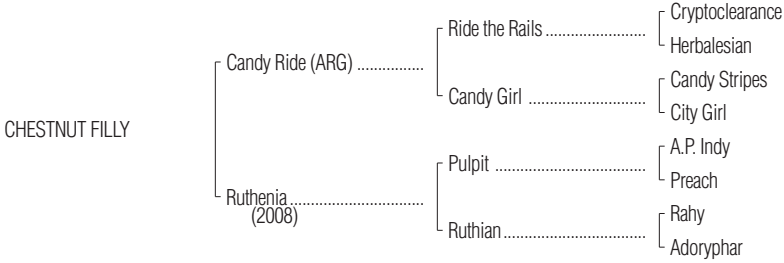 Cryptoclearance
Ride the Rails ..........................
Herbalesian
Candy Ride (ARG) ................
Candy Stripes
Candy Girl ..............................
City Girl
CHESTNUT FILLY
A.P. Indy
Pulpit ......................................
Preach
Ruthenia .................................
(2008)
Rahy
Ruthian....................................
Adoryphar